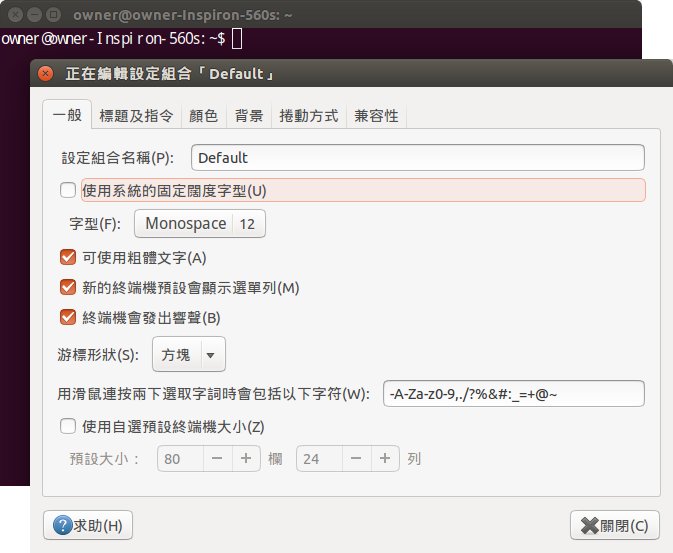 owner@owner-Inspiron-560s: ~
owner@owner-Inspiron-560s:~$
正在編輯設定組合「Default」
一般 標題及指令 顏色 背景 捲動方式 兼容性
設定組合名稱(P): Default
使用系統的固定闊度字型(U)
字型(F): Monospace 12
可使用粗體文字(A)
新的終端機預設會顯示選單列(M)
終端機會發出響聲(B)
游標形狀(S): 方塊
用滑鼠連按兩下選取字詞時會包括以下字符(W): -A-Za-z0-9,./?%&#:_=+@~
使用自選預設終端機大小(Z)
預設大小： 80 − + 欄 24 − + 列
求助(H) 關閉(C)